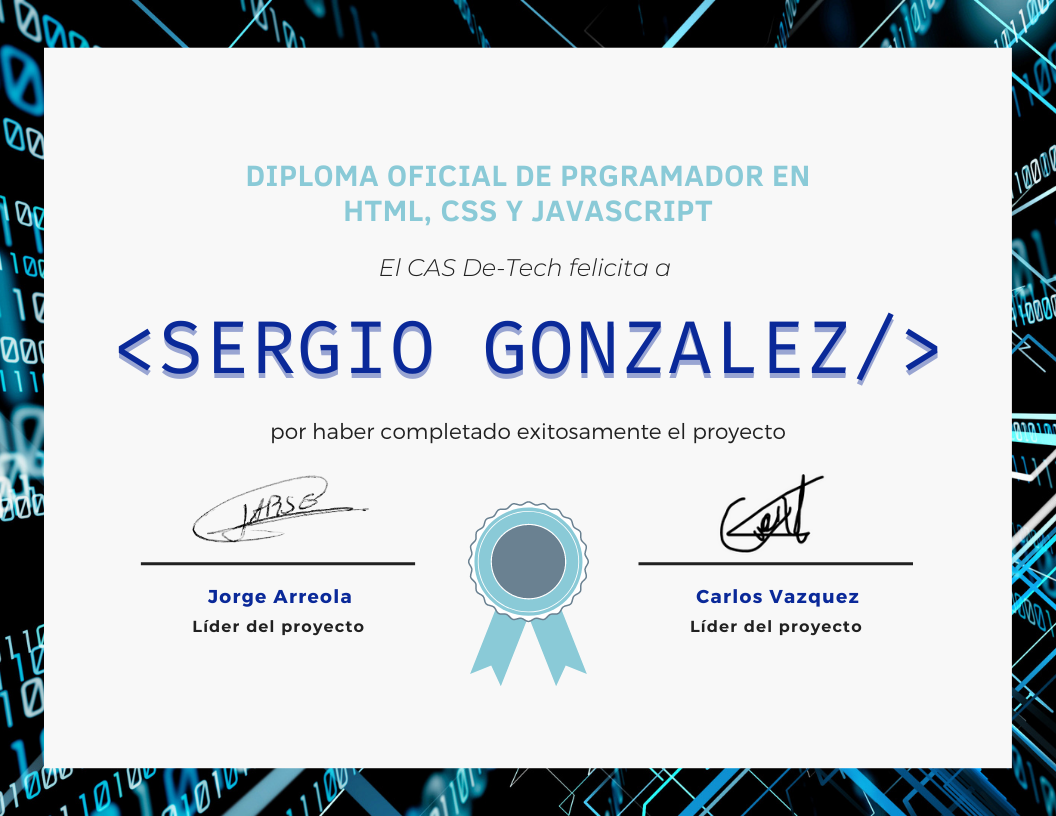 DIPLOMA OFICIAL DE PRGRAMADOR EN
HTML, CSS Y JAVASCRIPT
El CAS De-Tech felicita a
<SERGIO GONZALEZ/>
por haber completado exitosamente el proyecto
Jorge Arreola
Líder del proyecto
Carlos Vazquez
Líder del proyecto